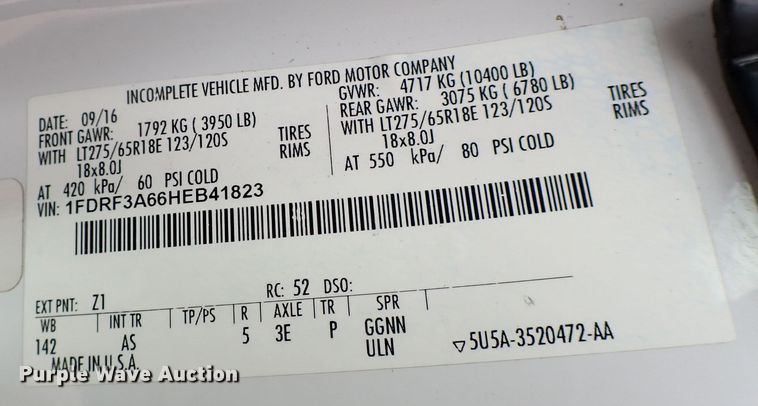 INCOMPLETE VEHICLE MFD. BY FORD MOTOR COMPANY
DATE: 09/16 GVWR: 4717 KG (10400 LB)
FRONT GAWR: 1792 KG ( 3950 LB) REAR GAWR: 3075 KG ( 6780 LB)
WITH LT275/65R18E 123/120S TIRES WITH LT275/65R18E 123/120S TIRES
18x8.0J RIMS 18x8.0J RIMS
AT 420 kPa/ 60 PSI COLD AT 550 kPa/ 80 PSI COLD
VIN: 1FDRF3A66HEB41823
EXT PNT: Z1 RC: 52 DSO:
WB INT TR TP/PS R AXLE TR SPR
142 AS 5 3E P GGNN
ULN ▽5U5A-3520472-AA
MADE IN U.S.A.
Purple Wave Auction
Purple Wave Auction